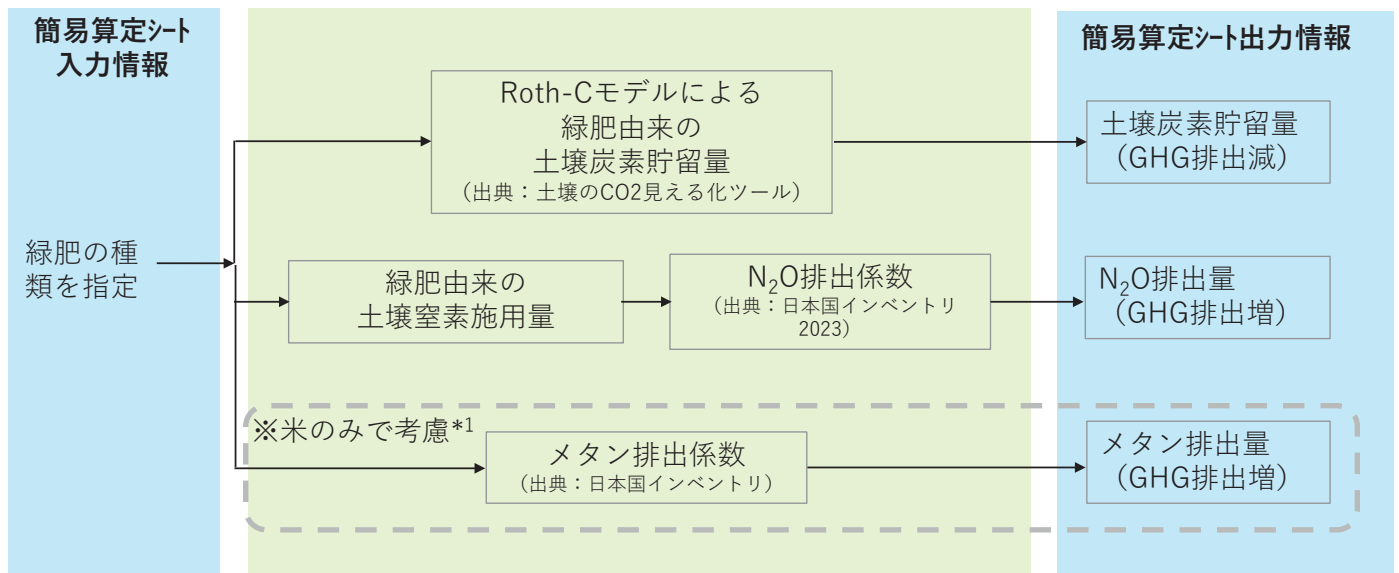 簡易算定ｼｰﾄ
入力情報
簡易算定ｼｰﾄ出力情報
Roth-Cモデルによる
緑肥由来の
土壌炭素貯留量
（出典：土壌のCO2見える化ツール）
土壌炭素貯留量
（GHG排出減）
緑肥の種
類を指定
緑肥由来の
土壌窒素施用量
N₂O排出係数
（出典：日本国インベントリ
2023）
N₂O排出量
（GHG排出増）
※米のみで考慮*1
メタン排出係数
（出典：日本国インベントリ）
メタン排出量
（GHG排出増）